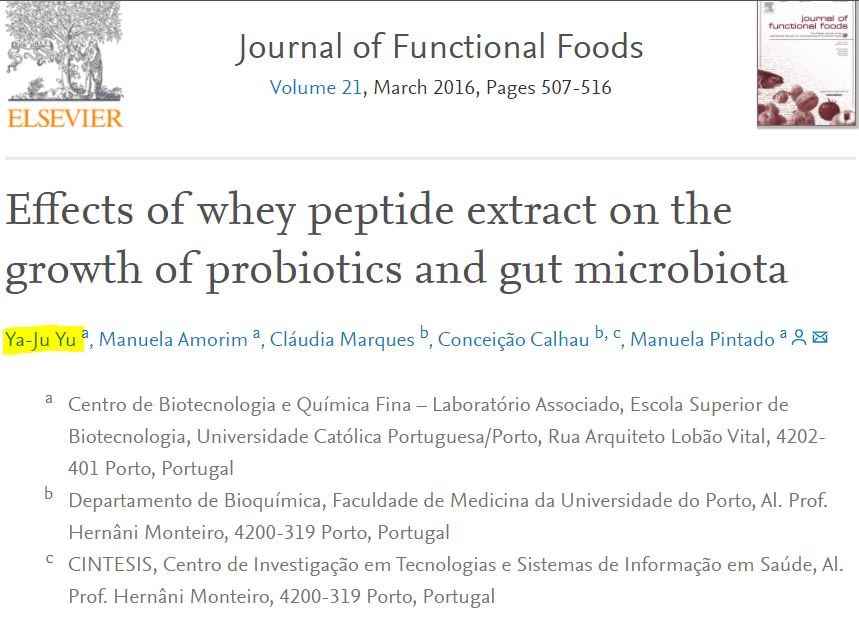 Journal of Functional Foods
Volume 21, March 2016, Pages 507-516
ELSEVIER
journal of
functional foods
Effects of whey peptide extract on the
growth of probiotics and gut microbiota
Ya-Ju Yu a, Manuela Amorim a, Cláudia Marques b, Conceição Calhau b, c, Manuela Pintado a
a Centro de Biotecnologia e Química Fina – Laboratório Associado, Escola Superior de
Biotecnologia, Universidade Católica Portuguesa/Porto, Rua Arquiteto Lobão Vital, 4202-
401 Porto, Portugal
b Departamento de Bioquímica, Faculdade de Medicina da Universidade do Porto, Al. Prof.
Hernâni Monteiro, 4200-319 Porto, Portugal
c CINTESIS, Centro de Investigação em Tecnologias e Sistemas de Informação em Saúde, Al.
Prof. Hernâni Monteiro, 4200-319 Porto, Portugal